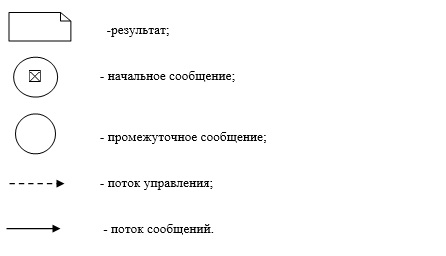 -результат;
- начальное сообщение;
- промежуточное сообщение;
- поток управления;
- поток сообщений.